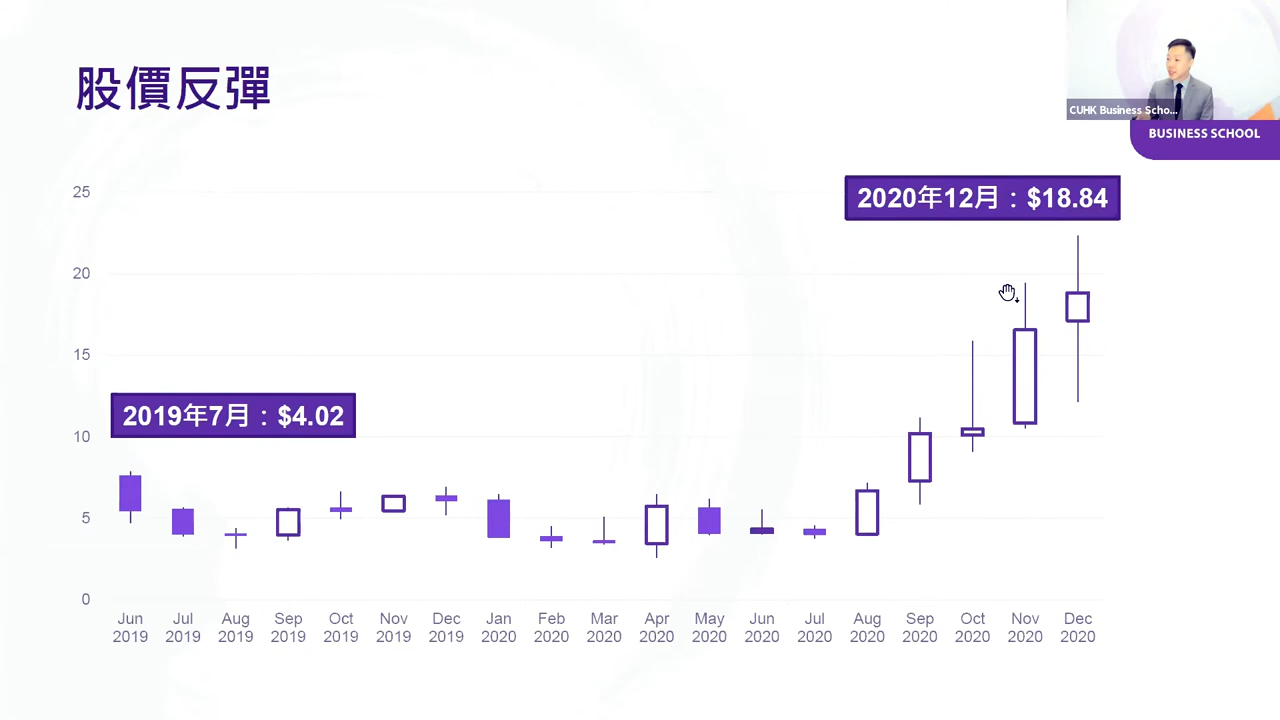 股價反彈
CUHK Business Scho...
BUSINESS SCHOOL
25
2020年12月：$18.84
20
15
2019年7月：$4.02
10
5
0
Jun Jul Aug Sep Oct Nov Dec Jan Feb Mar Apr May Jun Jul Aug Sep Oct Nov Dec
2019 2019 2019 2019 2019 2019 2019 2020 2020 2020 2020 2020 2020 2020 2020 2020 2020 2020 2020